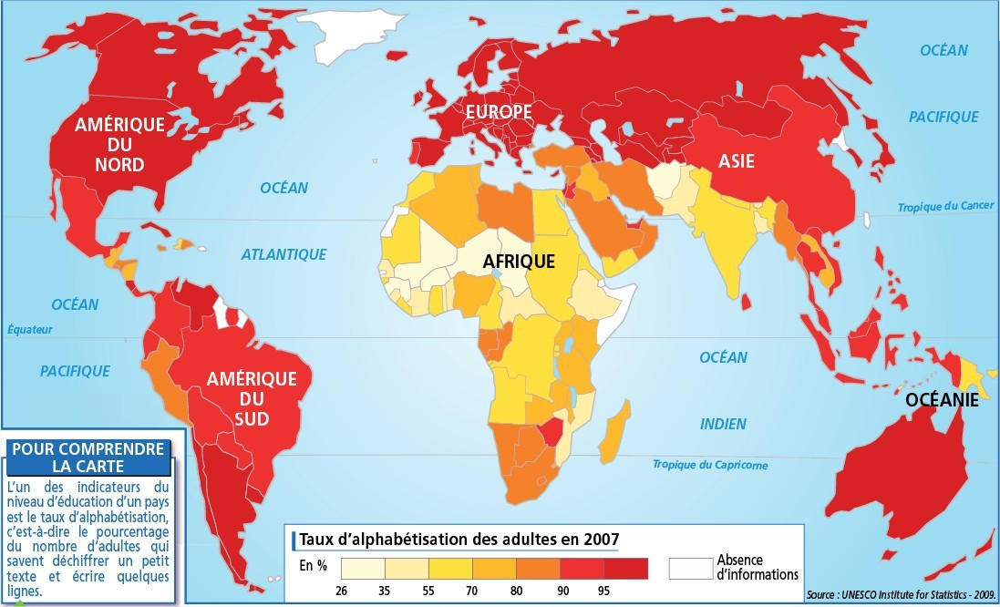 OCÉAN
PACIFIQUE
AMÉRIQUE
DU
NORD
EUROPE
ASIE
OCÉAN
ATLANTIQUE
Tropique du Cancer
AFRIQUE
OCÉAN
PACIFIQUE
Équateur
AMÉRIQUE
DU
SUD
OCÉAN
INDIEN
OCÉANIE
Tropique du Capricorne
POUR COMPRENDRE
LA CARTE
L'un des indicateurs du
niveau d'éducation d'un pays
est le taux d'alphabétisation,
c'est-à-dire le pourcentage
du nombre d'adultes qui
savent déchiffrer un petit
texte et écrire quelques
lignes.
Taux d'alphabétisation des adultes en 2007
En %
26 35 55 70 80 90 95
Absence
d'informations
Source : UNESCO Institute for Statistics - 2009.